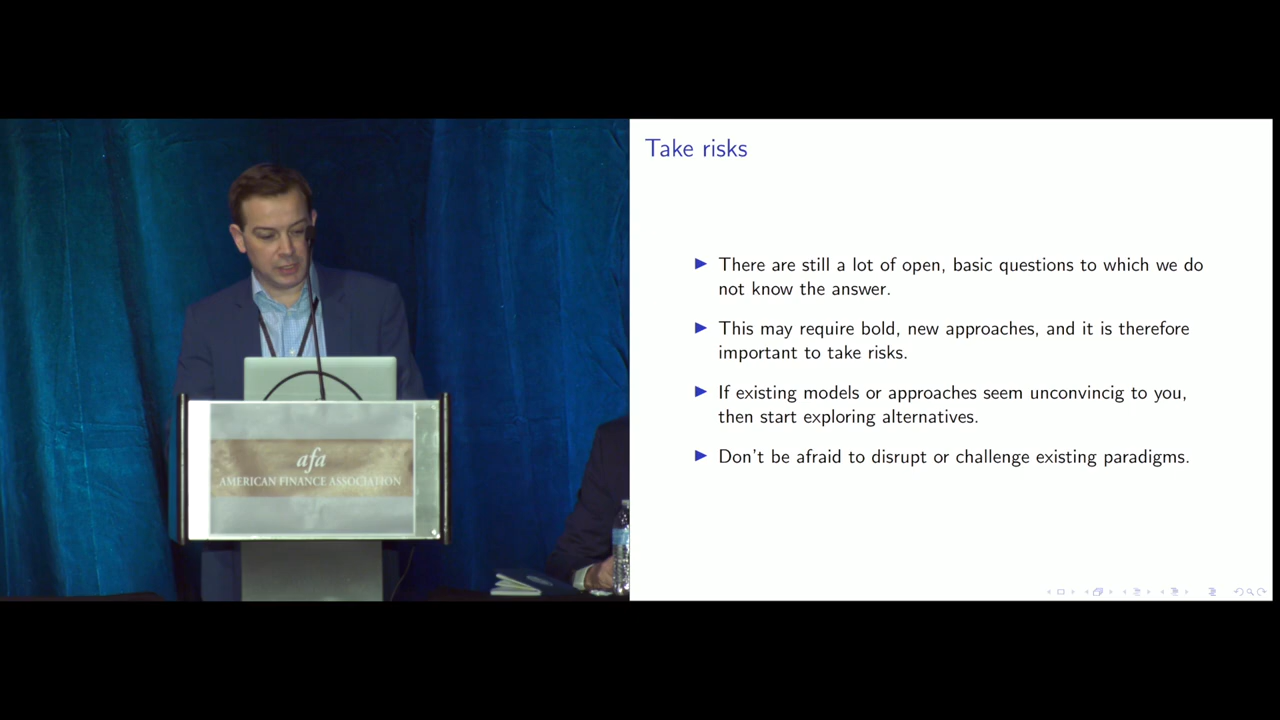 Take risks
There are still a lot of open, basic questions to which we do
not know the answer.
This may require bold, new approaches, and it is therefore
important to take risks.
If existing models or approaches seem unconvincig to you,
then start exploring alternatives.
Don't be afraid to disrupt or challenge existing paradigms.
afa
AMERICAN FINANCE ASSOCIATION